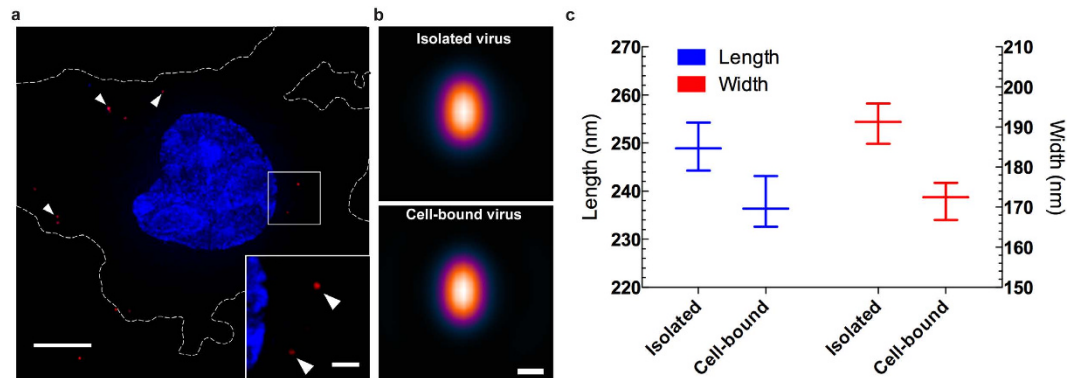 a
b
c
Isolated virus
Cell-bound virus
Length
Width
270
260
250
240
230
220
Length (nm)
210
200
190
180
170
160
150
Width (nm)
Isolated
Cell-bound
Isolated
Cell-bound